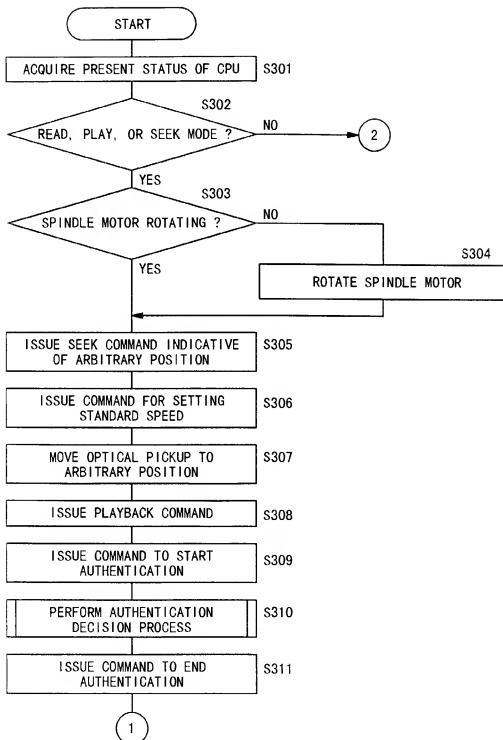 START
ACQUIRE PRESENT STATUS OF CPU
S301
S302
READ, PLAY, OR SEEK MODE ?
NO
2
YES
S303
SPINDLE MOTOR ROTATING ?
NO
S304
YES
ROTATE SPINDLE MOTOR
ISSUE SEEK COMMAND INDICATIVE
OF ARBITRARY POSITION
S305
ISSUE COMMAND FOR SETTING
STANDARD SPEED
S306
MOVE OPTICAL PICKUP TO
ARBITRARY POSITION
S307
ISSUE PLAYBACK COMMAND
S308
ISSUE COMMAND TO START
AUTHENTICATION
S309
PERFORM AUTHENTICATION
DECISION PROCESS
S310
ISSUE COMMAND TO END
AUTHENTICATION
S311
1